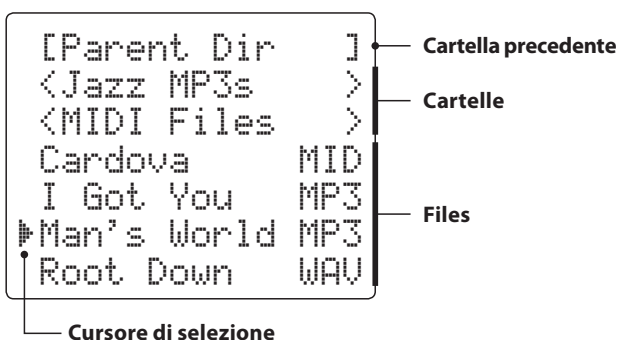 [Parent Dir ]
Cartella precedente
<Jazz MP3s >
<MIDI Files >
Cartelle
Cardova MID
I Got You MP3
Man's World MP3
Root Down WAV
Files
Cursore di selezione